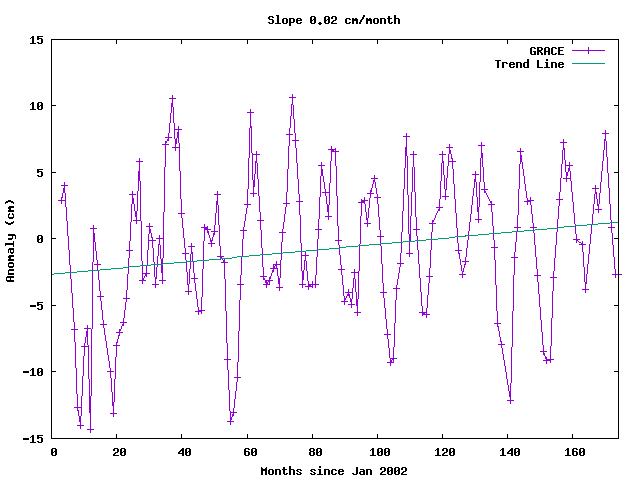 Slope 0.02 cm/month
GRACE
Trend Line
15
10
5
0
-5
-10
-15
Anomaly (cm)
0 20 40 60 80 100 120 140 160
Months since Jan 2002